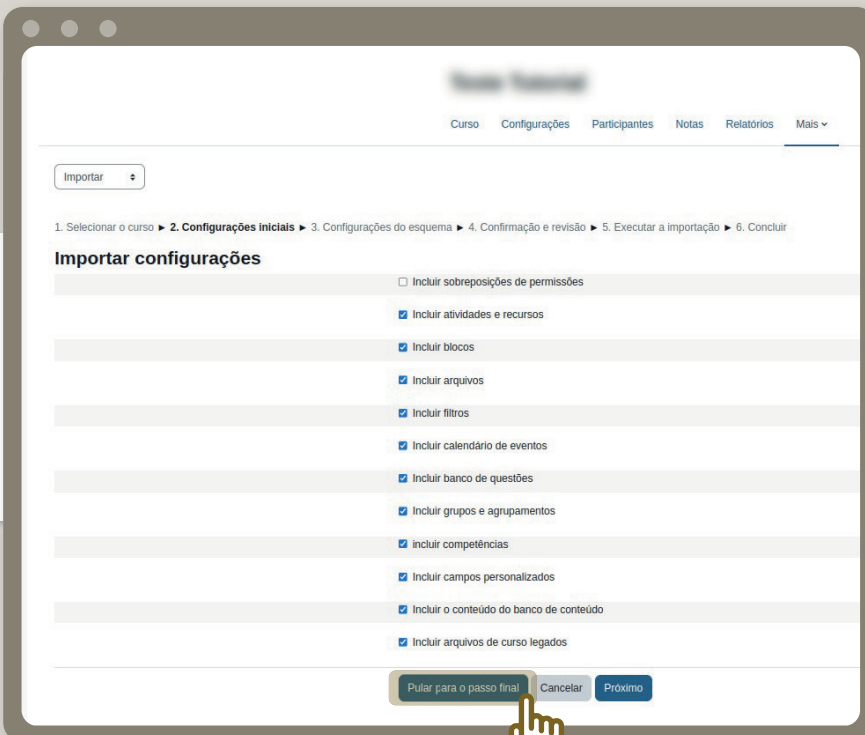 Curso Configurações Participantes Notas Relatórios Mais
Importar
1. Selecionar o curso ► 2. Configurações iniciais ► 3. Configurações do esquema ► 4. Confirmação e revisão ► 5. Executar a importação ► 6. Concluir
Importar configurações
Incluir sobreposições de permissões
Incluir atividades e recursos
Incluir blocos
Incluir arquivos
Incluir filtros
Incluir calendário de eventos
Incluir banco de questões
Incluir grupos e agrupamentos
incluir competências
Incluir campos personalizados
Incluir o conteúdo do banco de conteúdo
Incluir arquivos de curso legados
Pular para o passo final Cancelar Próximo